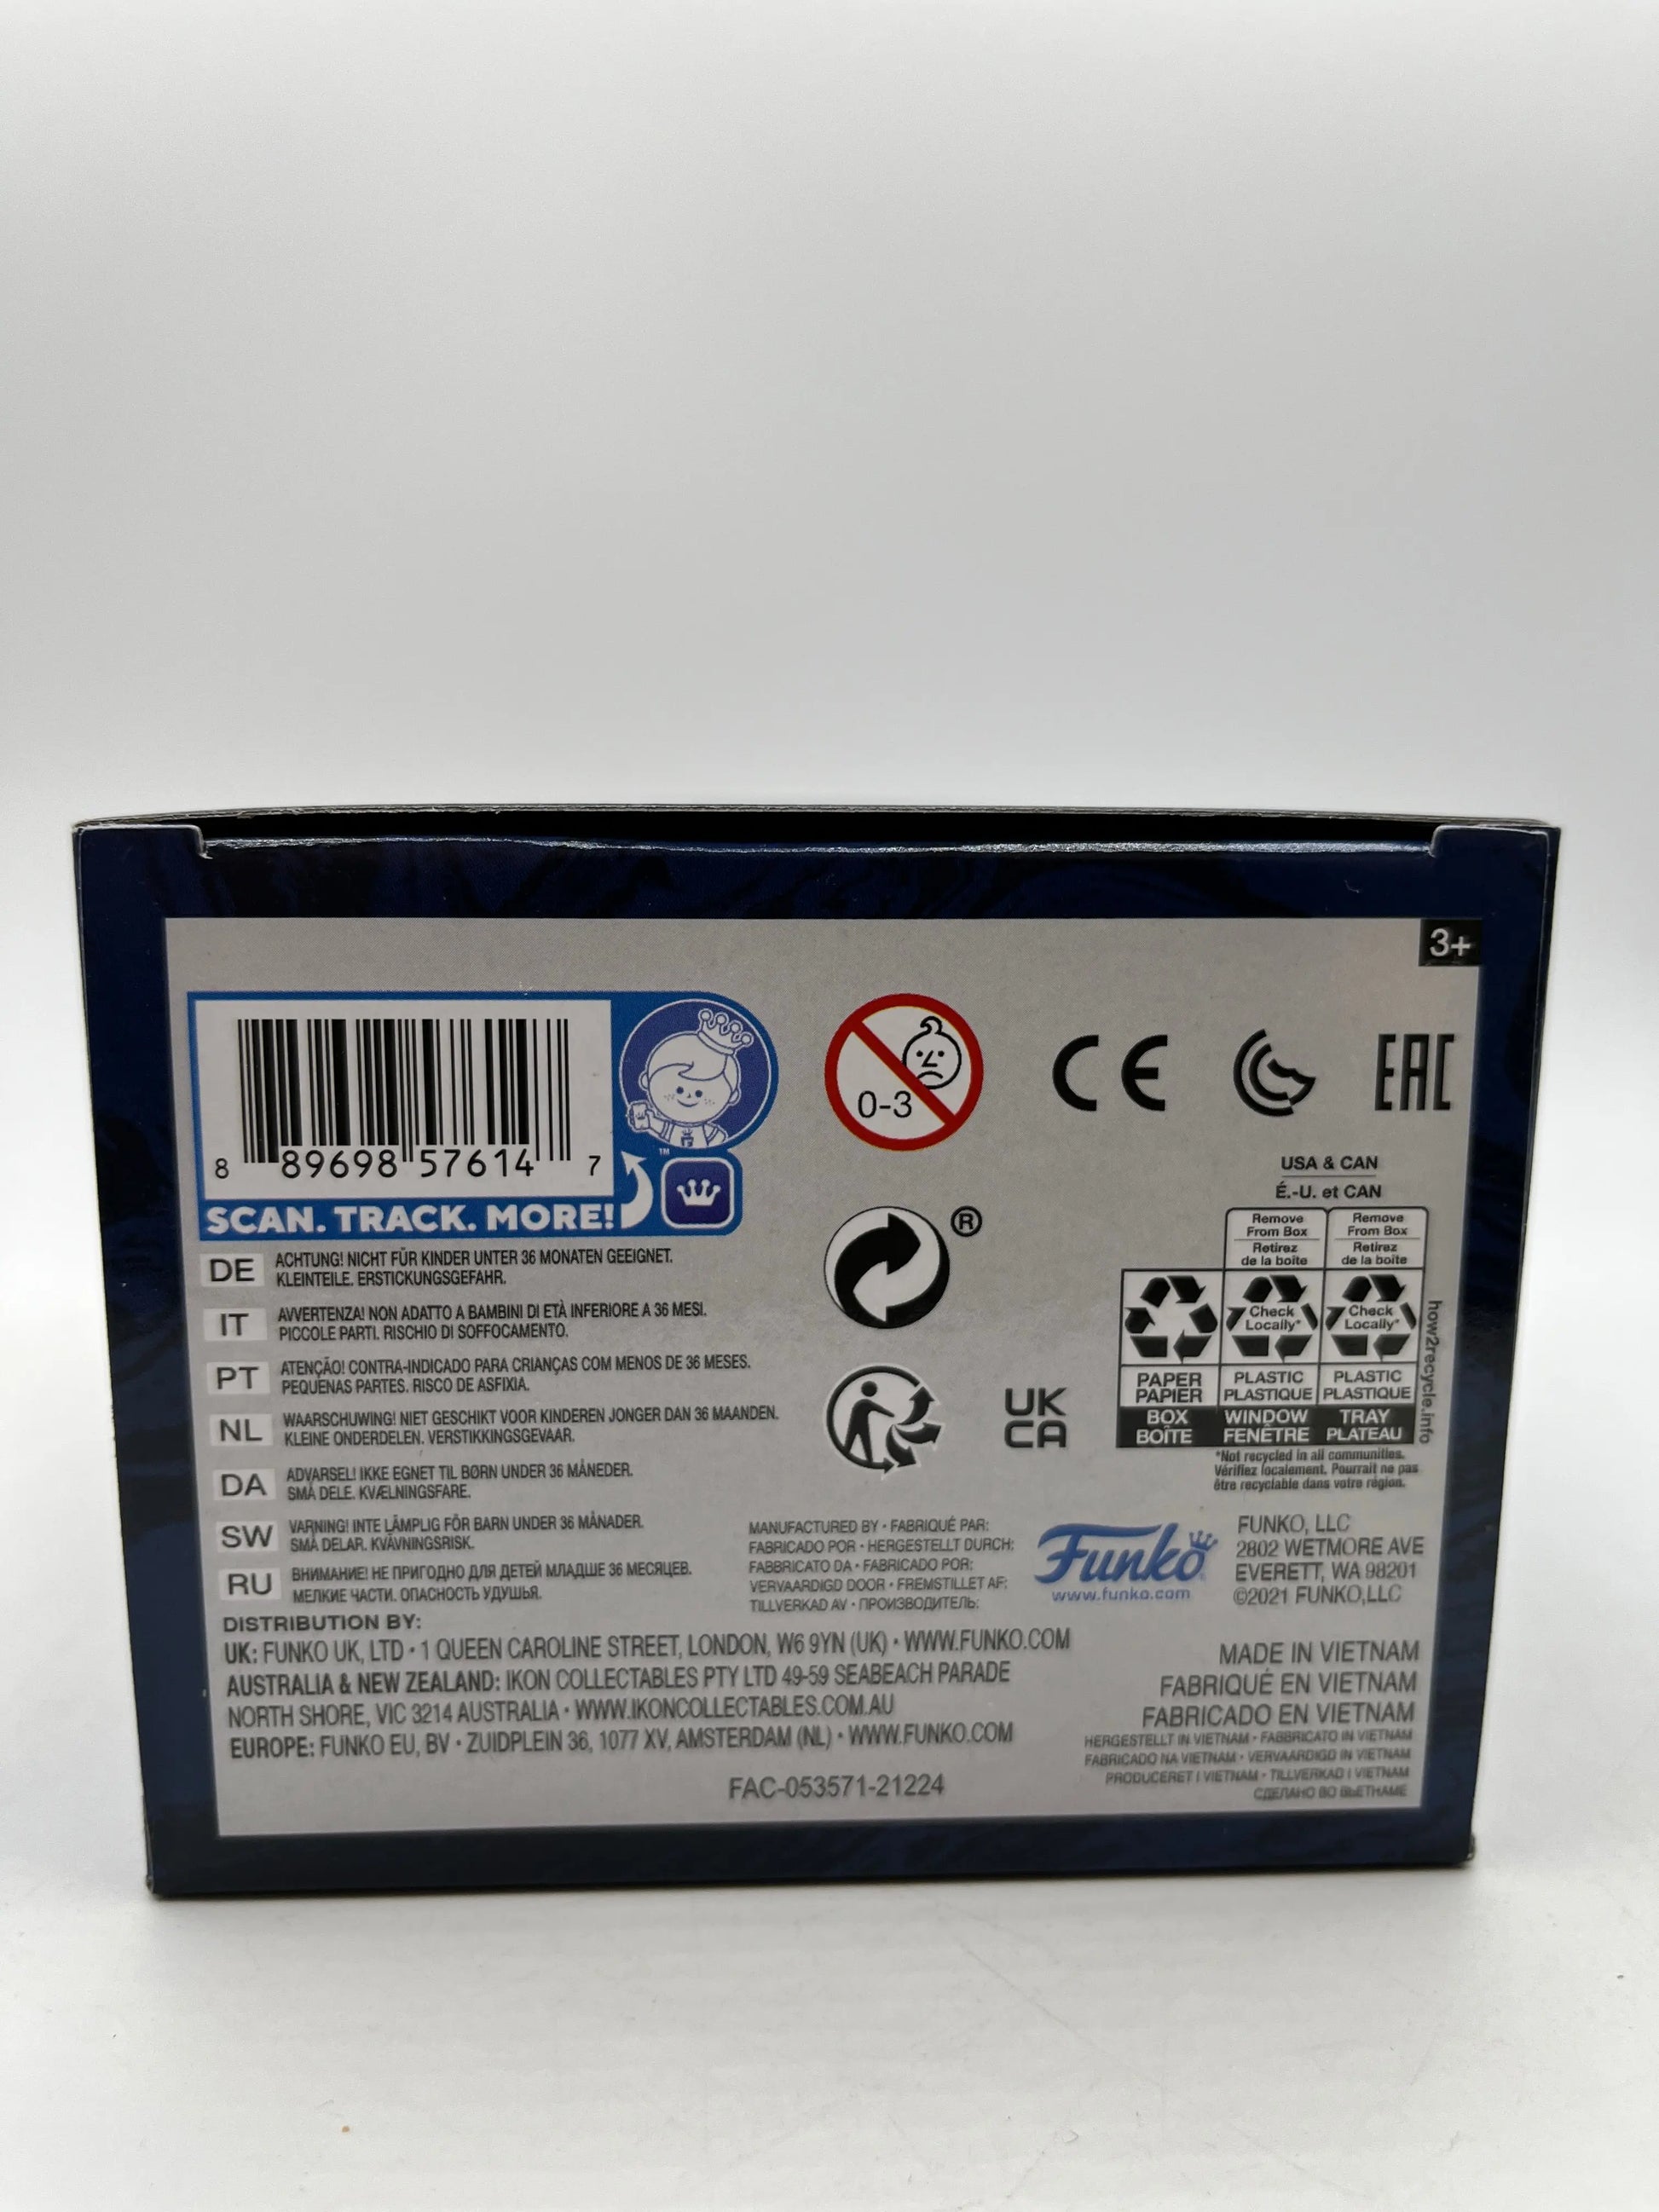 3+
8 89698 57614 7
SCAN. TRACK. MORE!
TM
0-3
CE
EAC
USA & CAN
É.-U. et CAN
®
Remove From Box
Retirez de la boîte
Remove From Box
Retirez de la boîte
Check Locally*
Check Locally*
PAPER PAPIER
PLASTIC PLASTIQUE
PLASTIC PLASTIQUE
BOX BOÎTE
WINDOW FENÊTRE
TRAY PLATEAU
how2recycle.info
*Not recycled in all communities.
Vérifiez localement. Pourrait ne pas
être recyclable dans votre région.
UK
CA
DE ACHTUNG! NICHT FÜR KINDER UNTER 36 MONATEN GEEIGNET.
KLEINTEILE. ERSTICKUNGSGEFAHR.
IT AVVERTENZA! NON ADATTO A BAMBINI DI ETÀ INFERIORE A 36 MESI.
PICCOLE PARTI. RISCHIO DI SOFFOCAMENTO.
PT ATENÇÃO! CONTRA-INDICADO PARA CRIANÇAS COM MENOS DE 36 MESES.
PEQUENAS PARTES. RISCO DE ASFIXIA.
NL WAARSCHUWING! NIET GESCHIKT VOOR KINDEREN JONGER DAN 36 MAANDEN.
KLEINE ONDERDELEN. VERSTIKKINGSGEVAAR.
DA ADVARSEL! IKKE EGNET TIL BØRN UNDER 36 MÅNEDER.
SMÅ DELE. KVÆLNINGSFARE.
SW VARNING! INTE LÄMPLIG FÖR BARN UNDER 36 MÅNADER.
SMÅ DELAR. KVÄVNINGSRISK.
RU ВНИМАНИЕ! НЕ ПРИГОДНО ДЛЯ ДЕТЕЙ МЛАДШЕ 36 МЕСЯЦЕВ.
МЕЛКИЕ ЧАСТИ. ОПАСНОСТЬ УДУШЬЯ.
MANUFACTURED BY • FABRIQUÉ PAR:
FABRICADO POR • HERGESTELLT DURCH:
FABBRICATO DA • FABRICADO POR:
VERVAARDIGD DOOR • FREMSTILLET AF:
TILLVERKAD AV • ПРОИЗВОДИТЕЛЬ:
Funko
www.funko.com
FUNKO, LLC
2802 WETMORE AVE
EVERETT, WA 98201
©2021 FUNKO,LLC
DISTRIBUTION BY:
UK: FUNKO UK, LTD • 1 QUEEN CAROLINE STREET, LONDON, W6 9YN (UK) • WWW.FUNKO.COM
AUSTRALIA & NEW ZEALAND: IKON COLLECTABLES PTY LTD 49-59 SEABEACH PARADE
NORTH SHORE, VIC 3214 AUSTRALIA • WWW.IKONCOLLECTABLES.COM.AU
EUROPE: FUNKO EU, BV • ZUIDPLEIN 36, 1077 XV, AMSTERDAM (NL) • WWW.FUNKO.COM
MADE IN VIETNAM
FABRIQUÉ EN VIETNAM
FABRICADO EN VIETNAM
HERGESTELLT IN VIETNAM • FABBRICATO IN VIETNAM
FABRICADO NA VIETNAM • VERVAARDIGD IN VIETNAM
PRODUCERET I VIETNAM • TILLVERKAD I VIETNAM
СДЕЛАНО ВО ВЬЕТНАМЕ
FAC-053571-21224